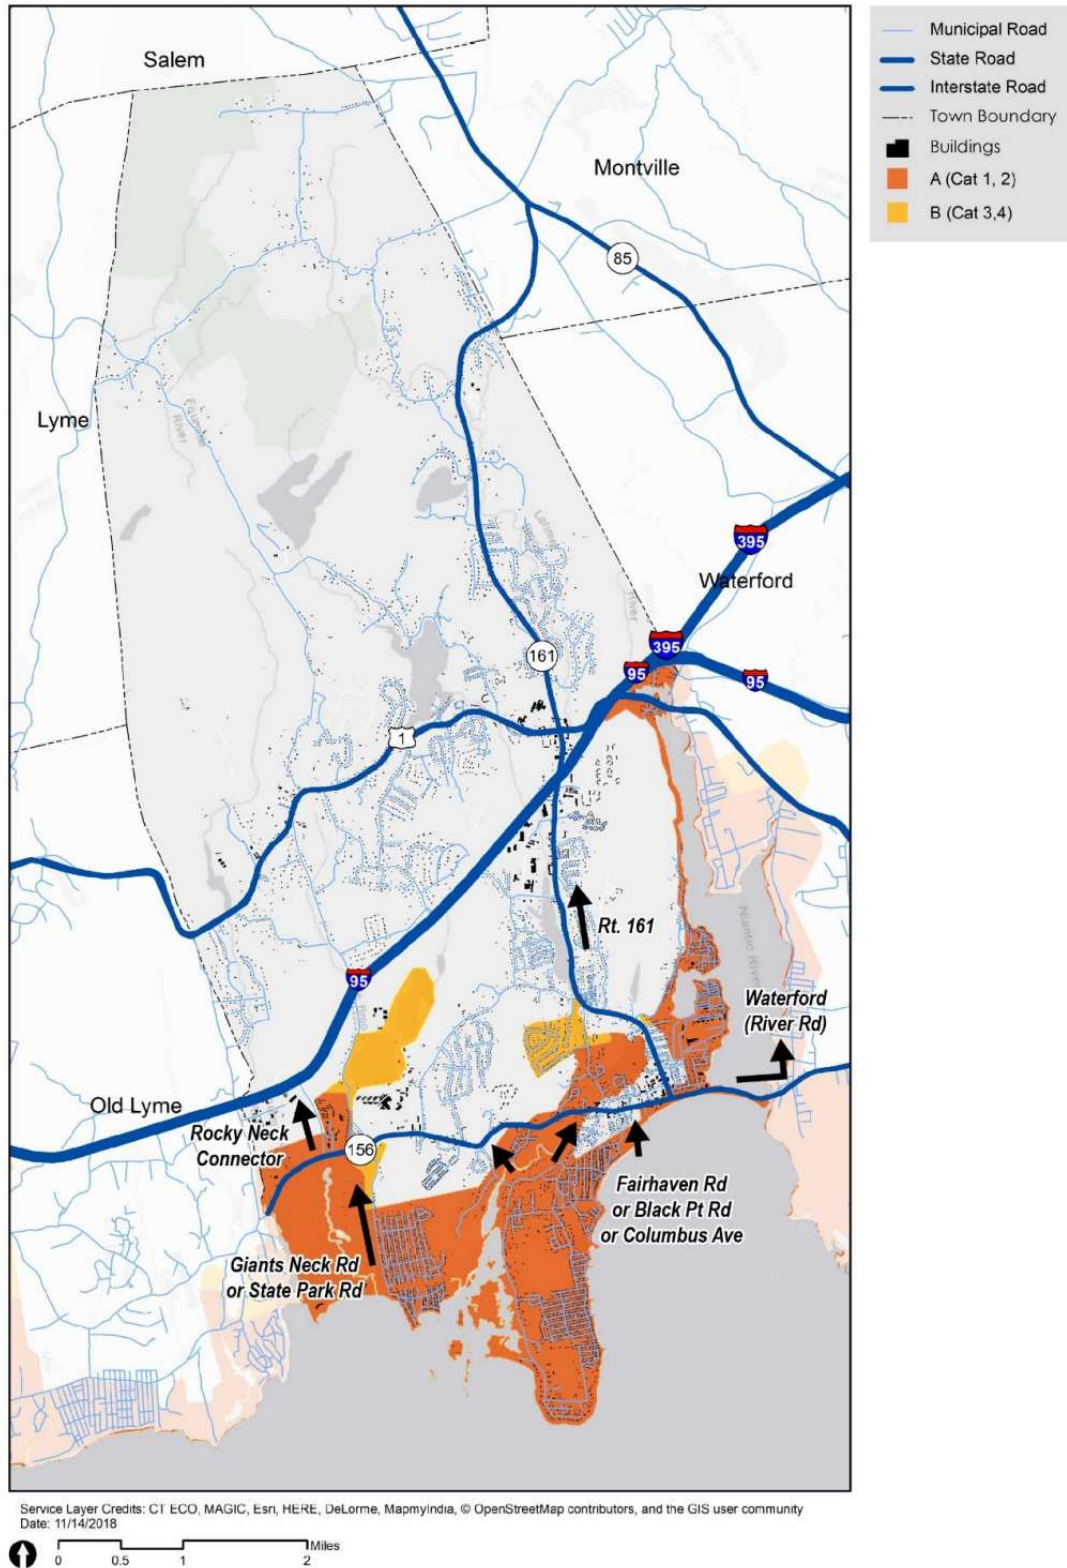 Municipal Road
State Road
Interstate Road
Town Boundary
Buildings
A (Cat 1, 2)
B (Cat 3,4)
Salem
Montville
85
Lyme
River
Latimer
395
Waterford
River
161
395
95
95
1
Rt. 161
Niantic River
95
Waterford
(River Rd)
Old Lyme
Rocky Neck
Connector
156
Fairhaven Rd
or Black Pt Rd
or Columbus Ave
Giants Neck Rd
or State Park Rd
Service Layer Credits: CT ECO, MAGIC, Esri, HERE, DeLorme, MapmyIndia, © OpenStreetMap contributors, and the GIS user community
Date: 11/14/2018
Miles
0 0.5 1 2